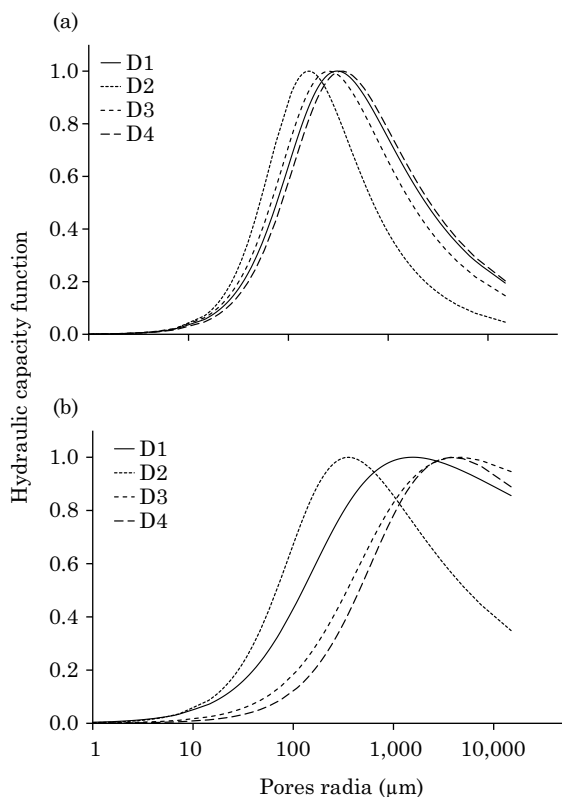 (a)
D1
D2
D3
D4
1.0
0.8
0.6
0.4
0.2
0.0
Hydraulic capacity function
(b)
D1
D2
D3
D4
1.0
0.8
0.6
0.4
0.2
0.0
1 10 100 1,000 10,000
Pores radia (µm)